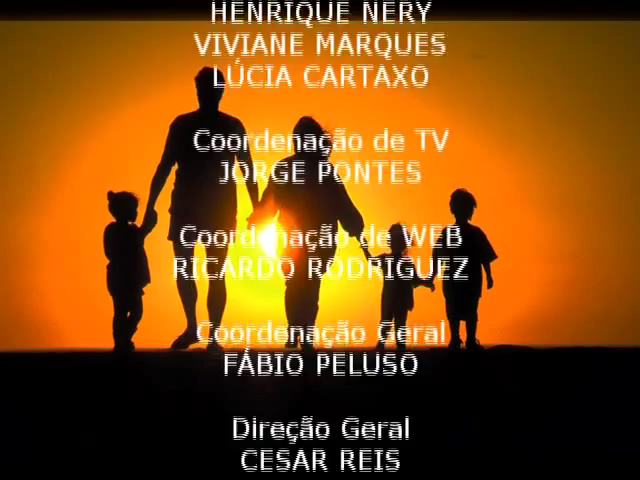 HENRIQUE NERY
VIVIANE MARQUES
LÚCIA CARTAXO
Coordenação de TV
JORGE PONTES
Coordenação de WEB
RICARDO RODRIGUEZ
Coordenação Geral
FÁBIO PELUSO
Direção Geral
CESAR REIS